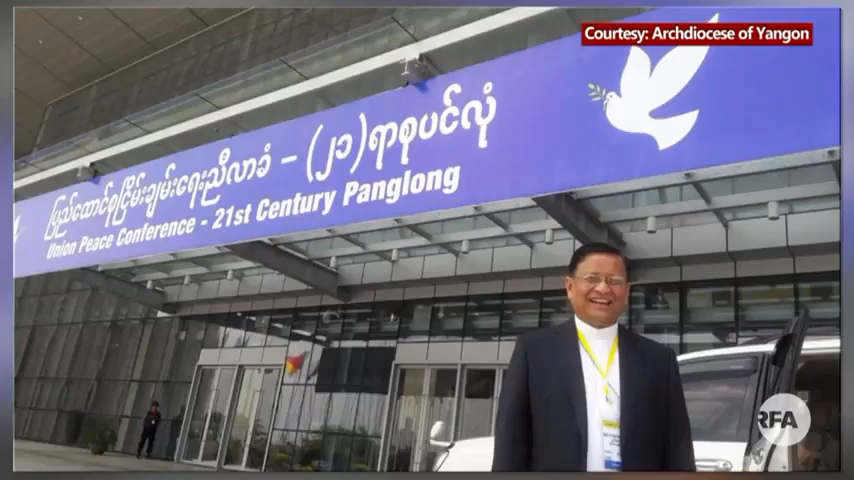 Courtesy: Archdiocese of Yangon
ပြည်ထောင်စုငြိမ်းချမ်းရေးညီလာခံ – (၂၁)ရာစုပင်လုံ
Union Peace Conference - 21st Century Panglong
RFA